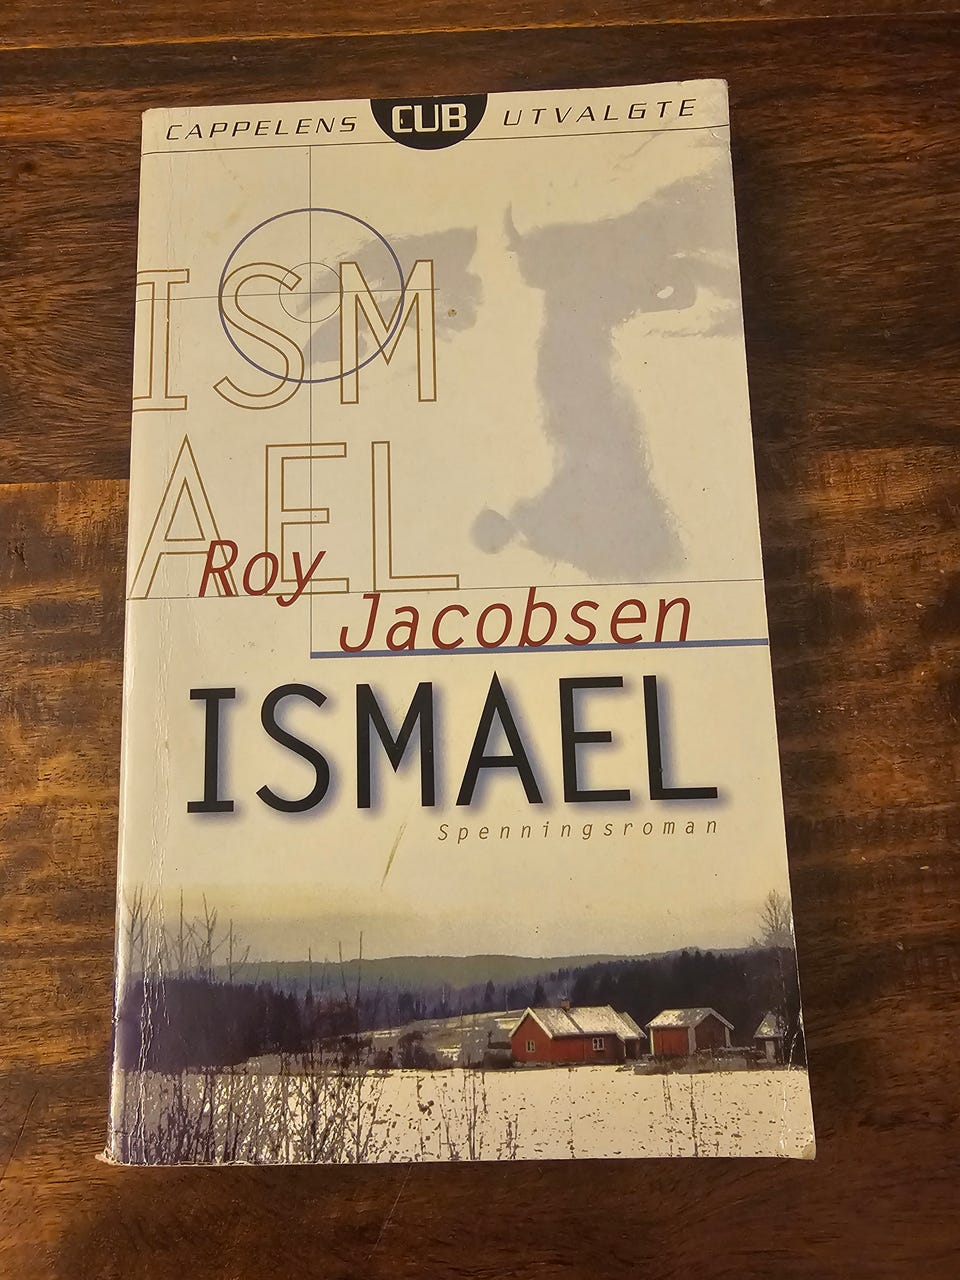 CAPPELENS CUB UTVALGTE
ISM
AEL
Roy
Jacobsen
ISMAEL
Spenningsroman